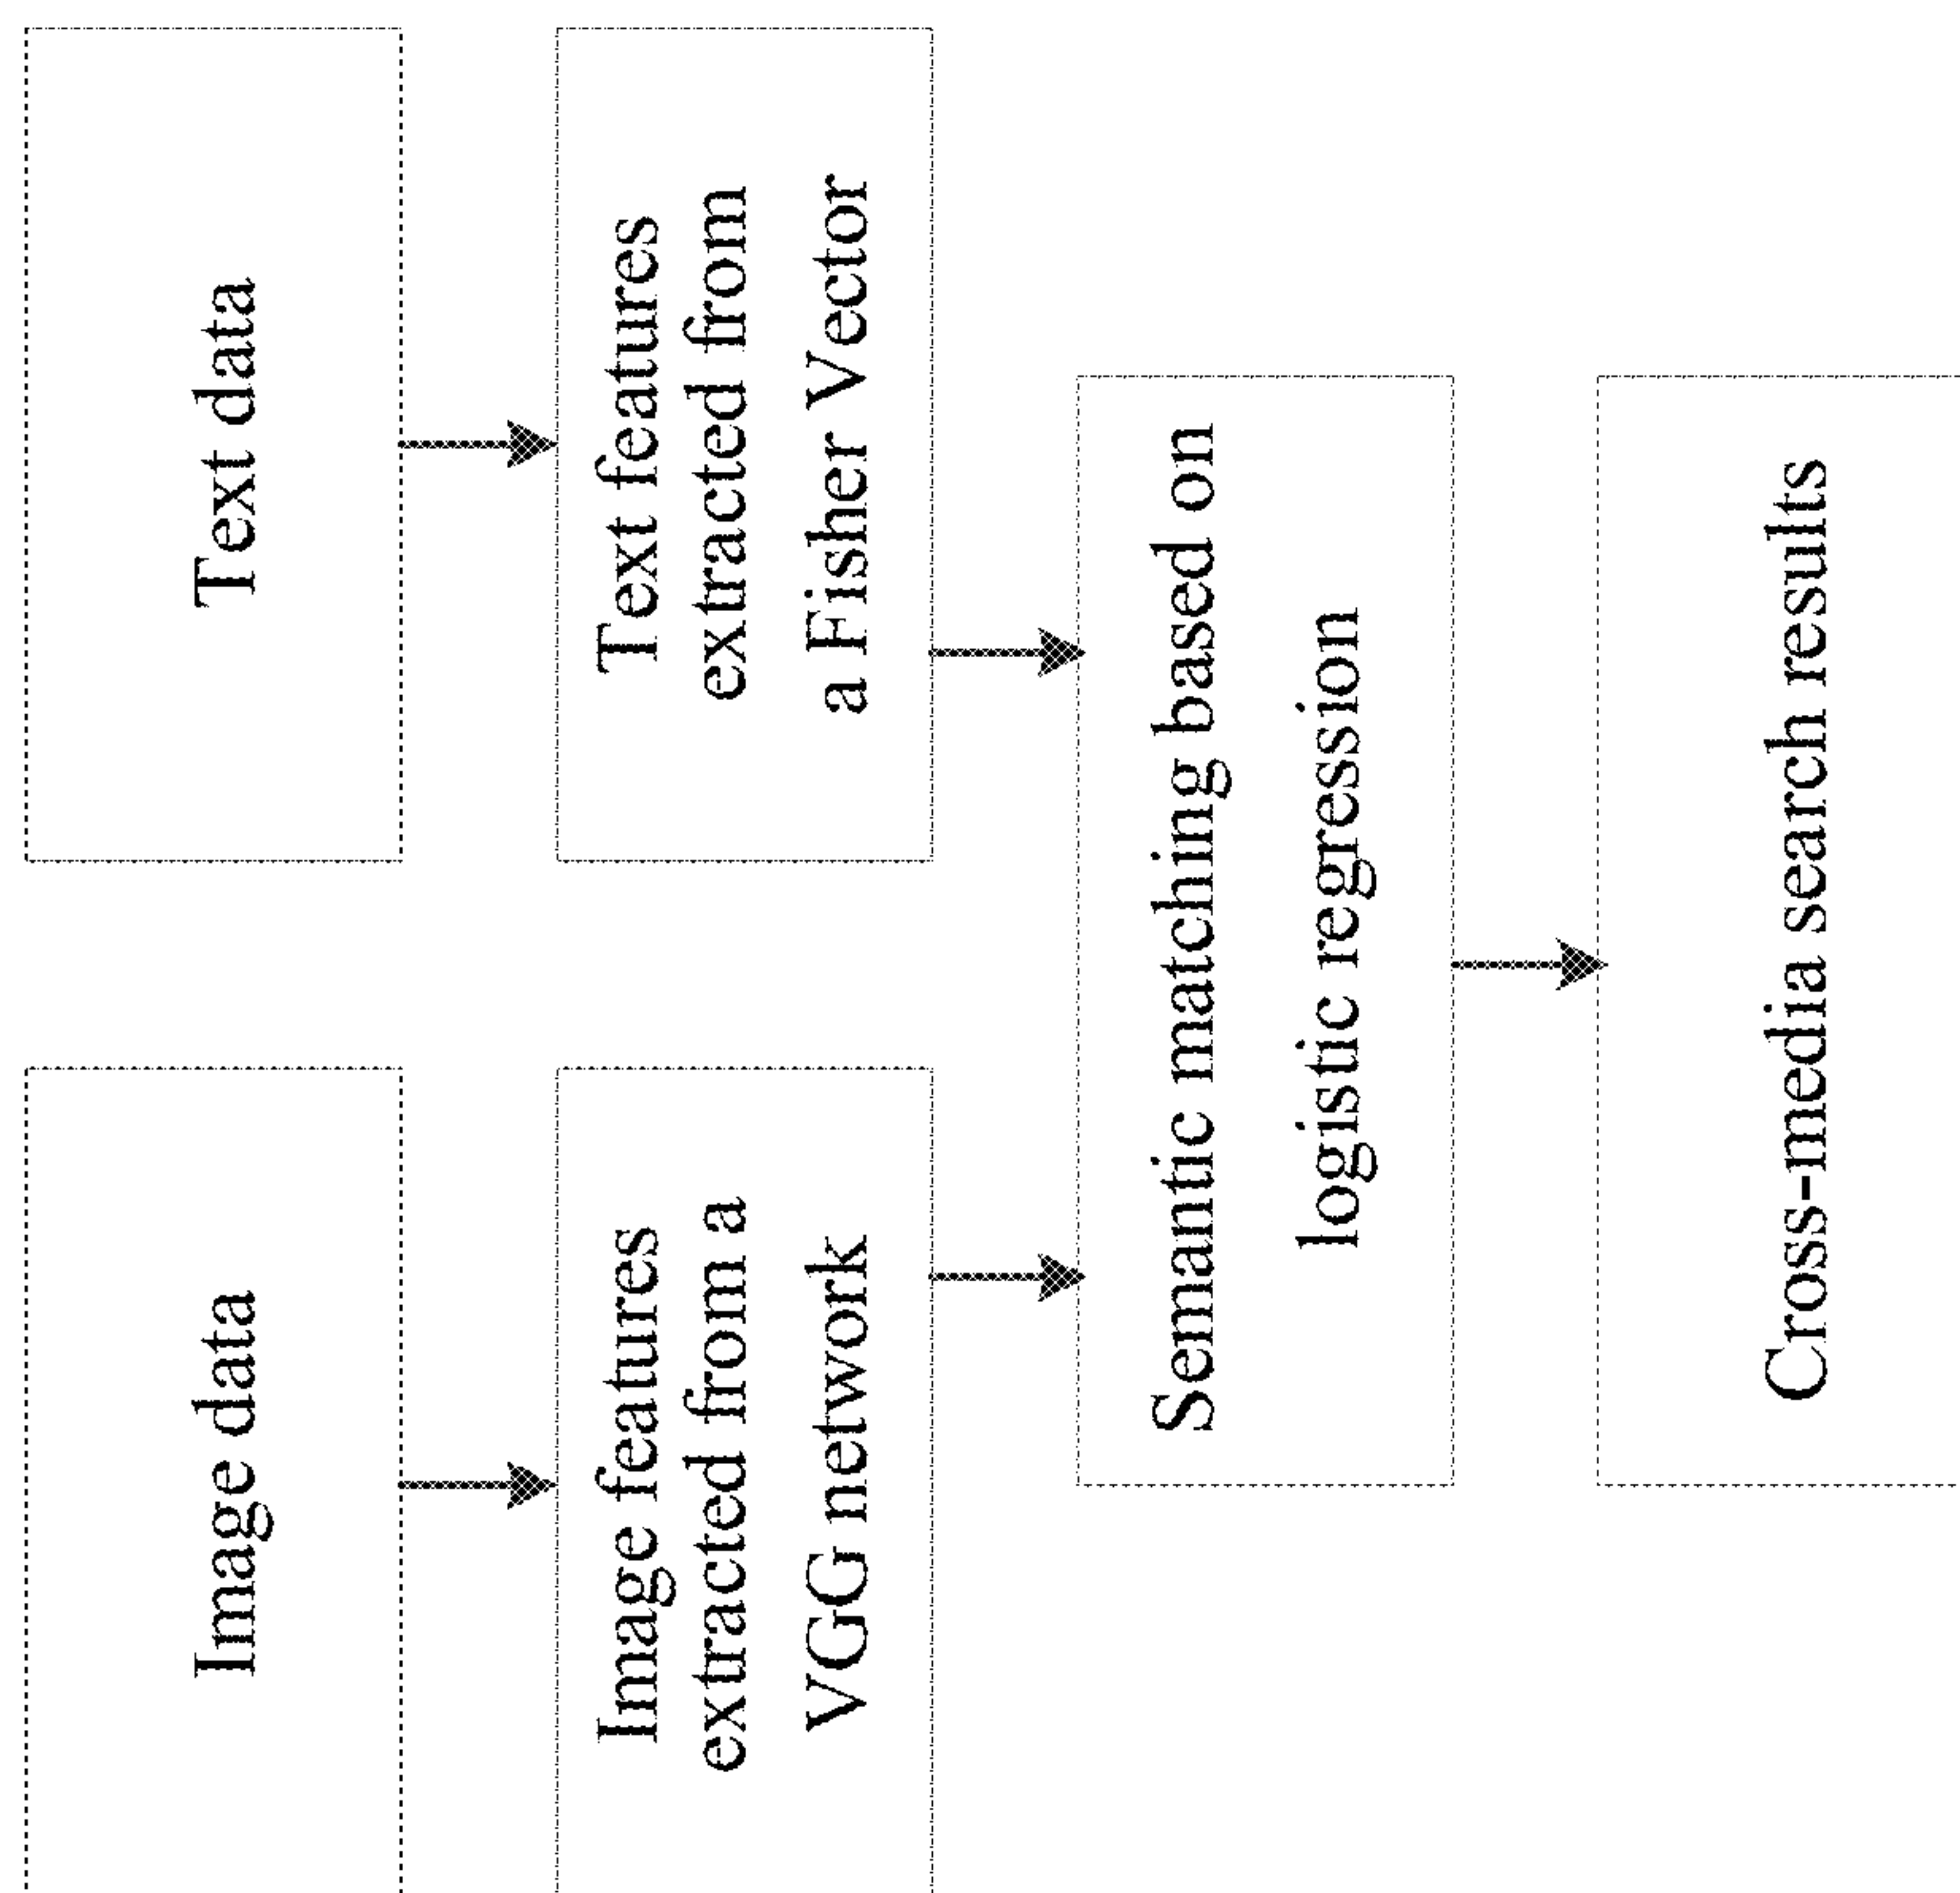 Image data
Text data
Image features
extracted from a
VGG network
Text features
extracted from
a Fisher Vector
Semantic matching based on
logistic regression
Cross-media search results